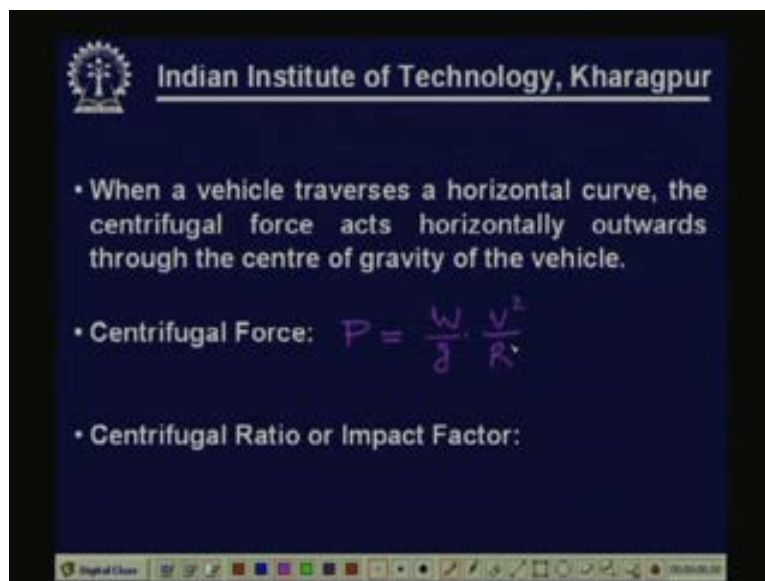 Indian Institute of Technology, Kharagpur
• When a vehicle traverses a horizontal curve, the
centrifugal force acts horizontally outwards
through the centre of gravity of the vehicle.
• Centrifugal Force: P = W/g · V²/R
• Centrifugal Ratio or Impact Factor: